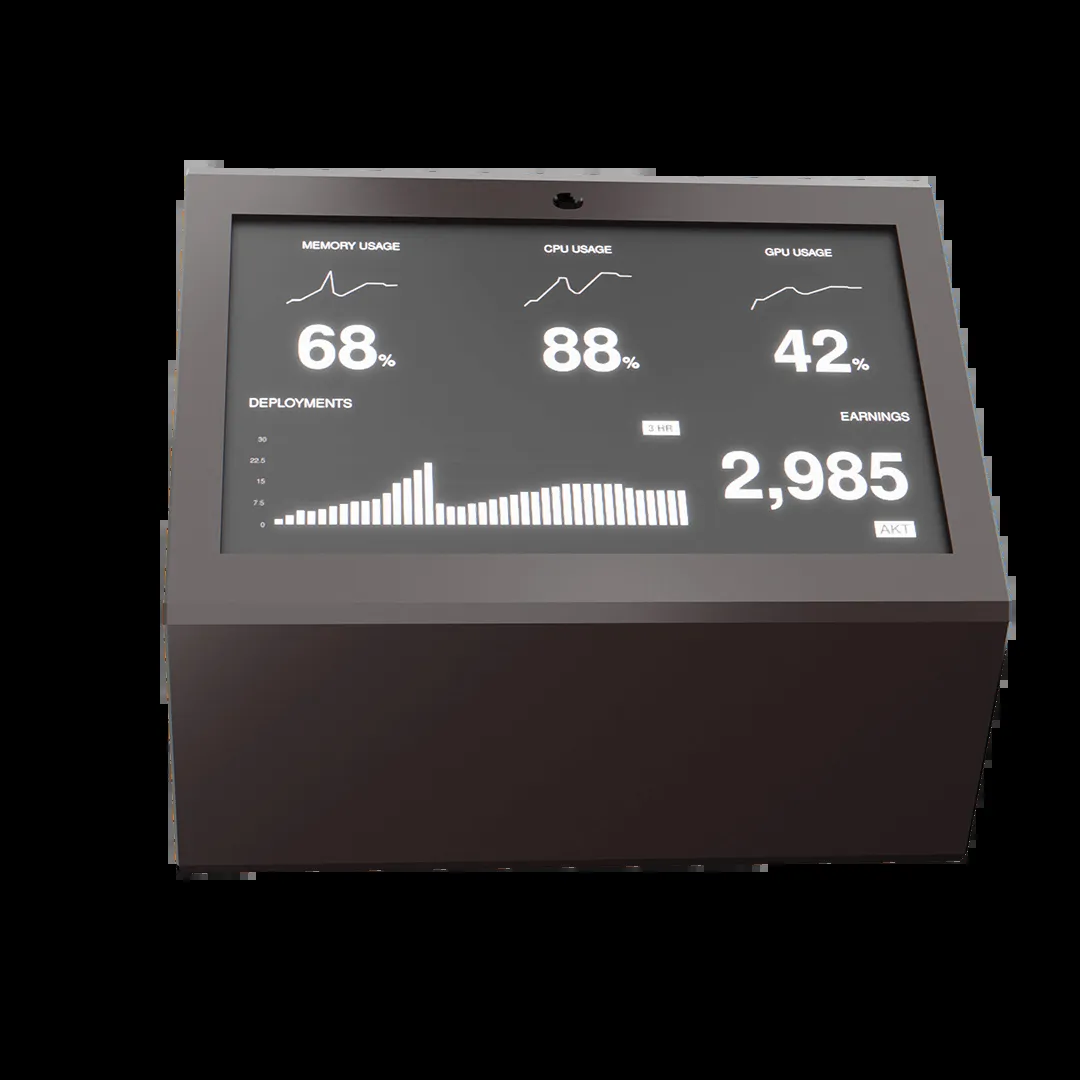 MEMORY USAGE
CPU USAGE
GPU USAGE
68%
88%
42%
DEPLOYMENTS
3 HR
30
22.5
15
7.5
0
EARNINGS
2,985
AKT